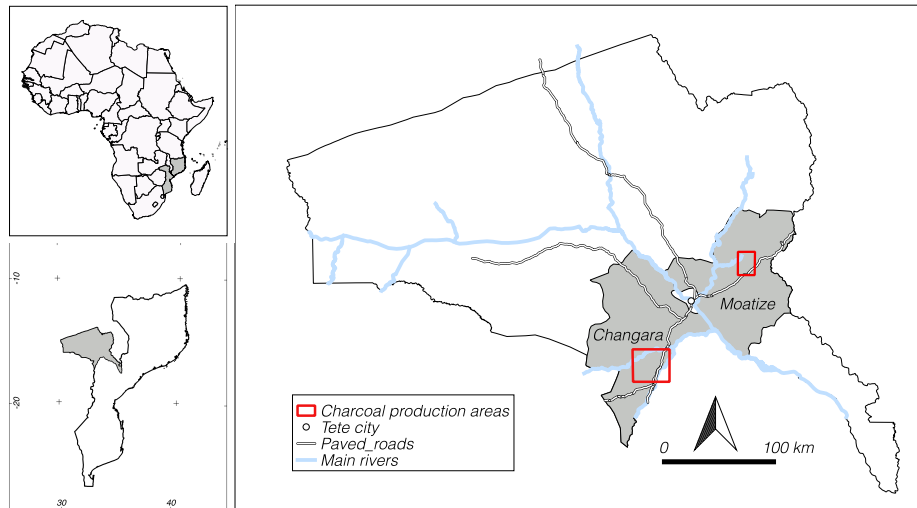 -10
-20
30
40
Moatize
Changara
Charcoal production areas
Tete city
Paved_roads
Main rivers
0
100 km